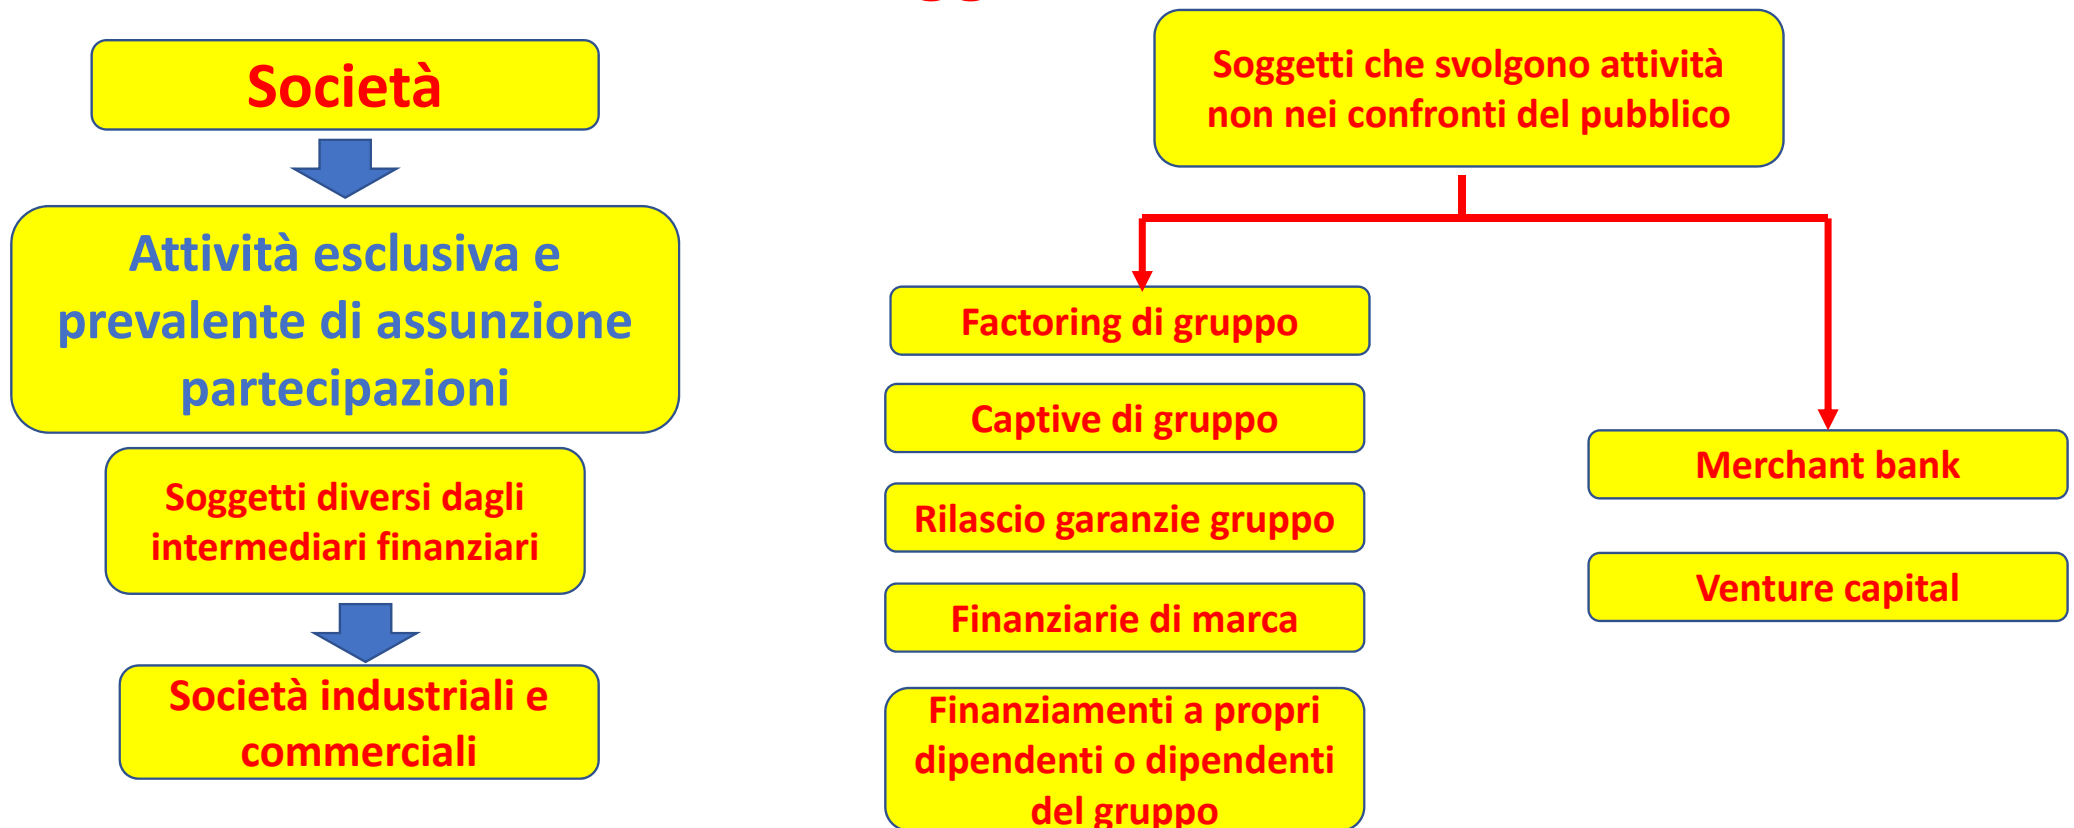 Società
Attività esclusiva e
prevalente di assunzione
partecipazioni
Soggetti diversi dagli
intermediari finanziari
Società industriali e
commerciali
Soggetti che svolgono attività
non nei confronti del pubblico
Factoring di gruppo
Captive di gruppo
Rilascio garanzie gruppo
Finanziarie di marca
Finanziamenti a propri
dipendenti o dipendenti
del gruppo
Merchant bank
Venture capital